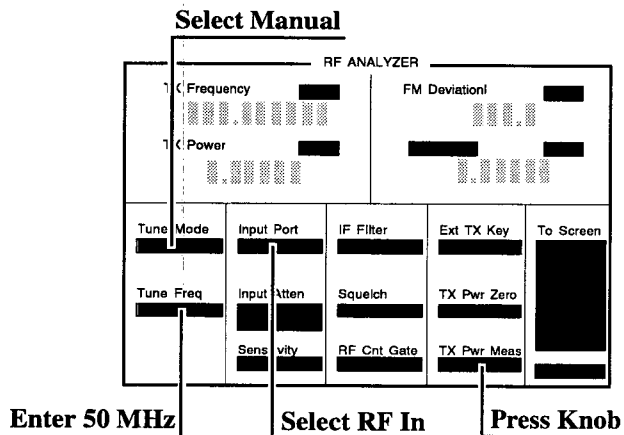 Select Manual
RF ANALYZER
TX Frequency
FM Deviationl
TX Power
Tune Mode
Input Port
IF Filter
Ext TX Key
To Screen
Tune Freq
Input Atten
Squelch
TX Pwr Zero
Sensitivity
RF Cnt Gate
TX Pwr Meas
Enter 50 MHz
Select RF In
Press Knob